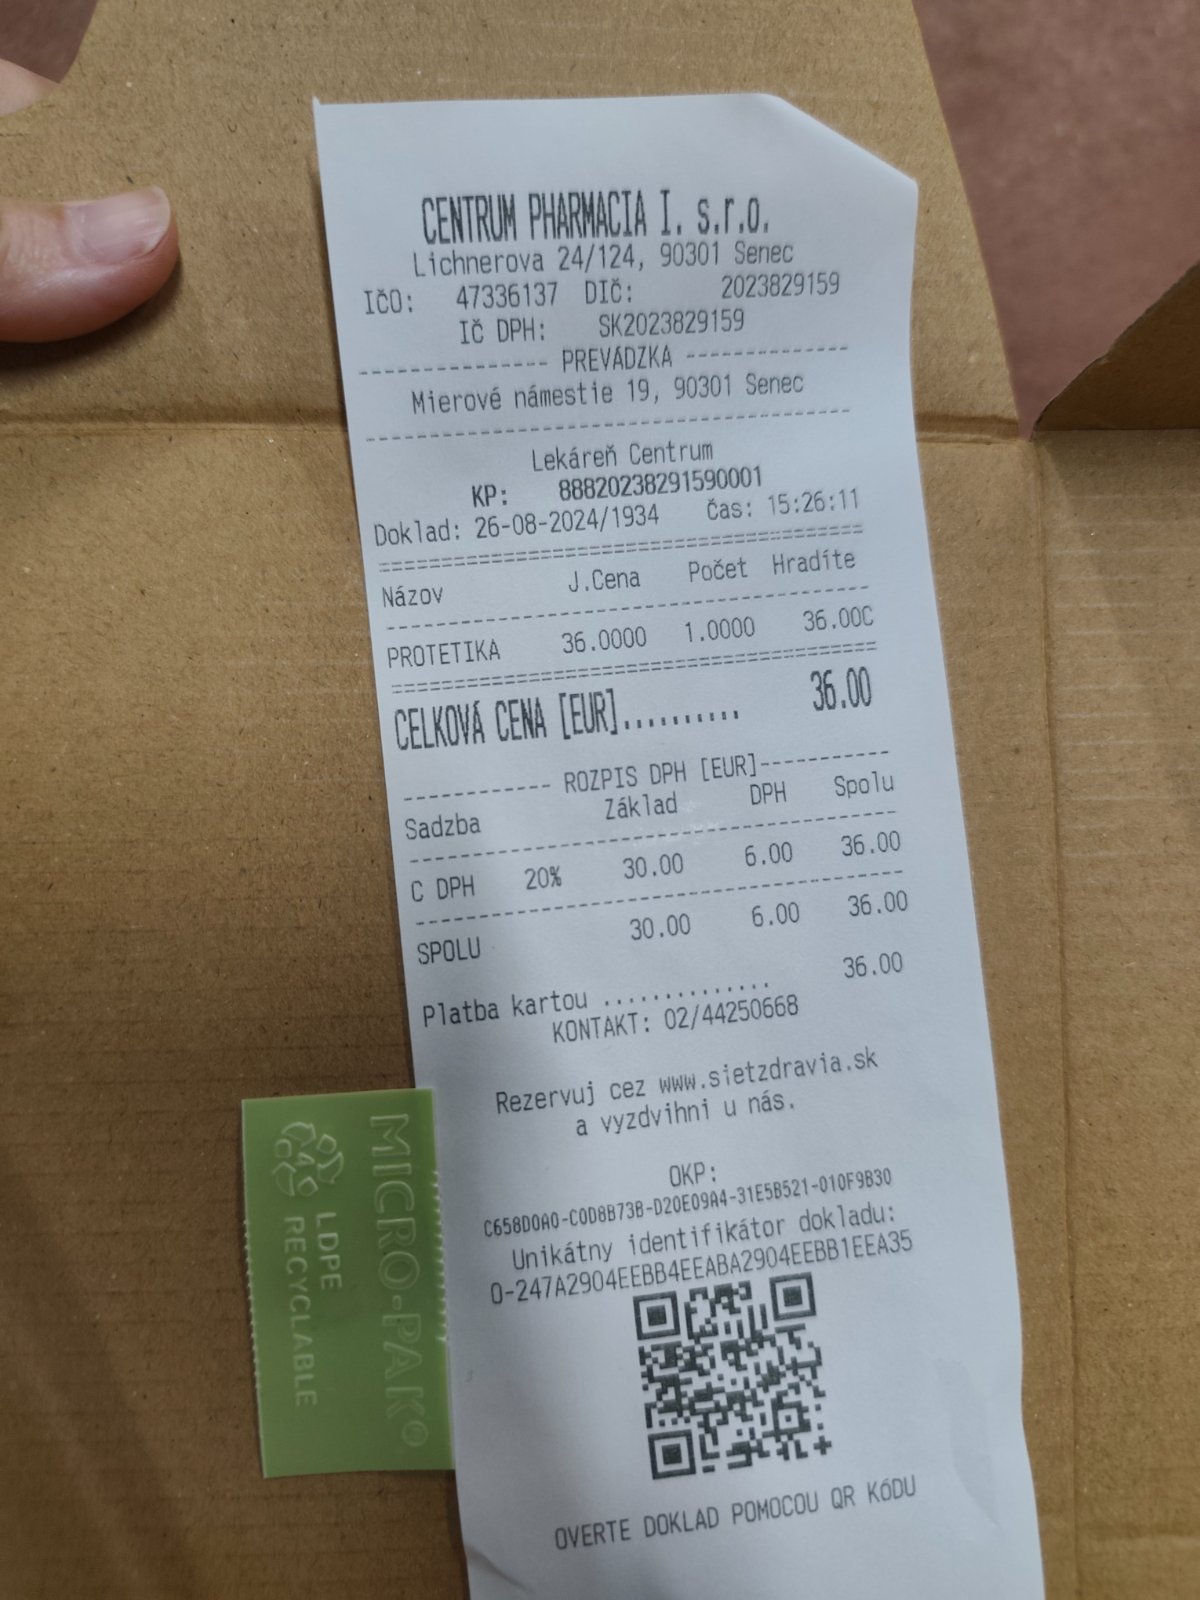 CENTRUM PHARMACIA I. s.r.o.
Lichnerova 24/124, 90301 Senec
IČO: 47336137 DIČ: 2023829159
IČ DPH: SK2023829159
--------------- PREVÁDZKA ---------------
Mierové námestie 19, 90301 Senec
Lekáreň Centrum
KP: 88820238291590001
Doklad: 26-08-2024/1934 Čas: 15:26:11
Názov J.Cena Počet Hradíte
PROTETIKA 36.0000 1.0000 36.00C
CELKOVÁ CENA [EUR].......... 36.00
----------- ROZPIS DPH [EUR]-----------
Sadzba Základ DPH Spolu
C DPH 20% 30.00 6.00 36.00
SPOLU 30.00 6.00 36.00
Platba kartou .............. 36.00
KONTAKT: 02/44250668
Rezervuj cez www.sietzdravia.sk
a vyzdvihni u nás.
OKP:
C658D0A0-C0D8B73B-D20E09A4-31E5B521-010F9B30
Unikátny identifikátor dokladu:
O-247A2904EEBB4EEABA2904EEBB1EEA35
OVERTE DOKLAD POMOCOU QR KÓDU
MICRO-PAK®
4 LDPE
RECYCLABLE